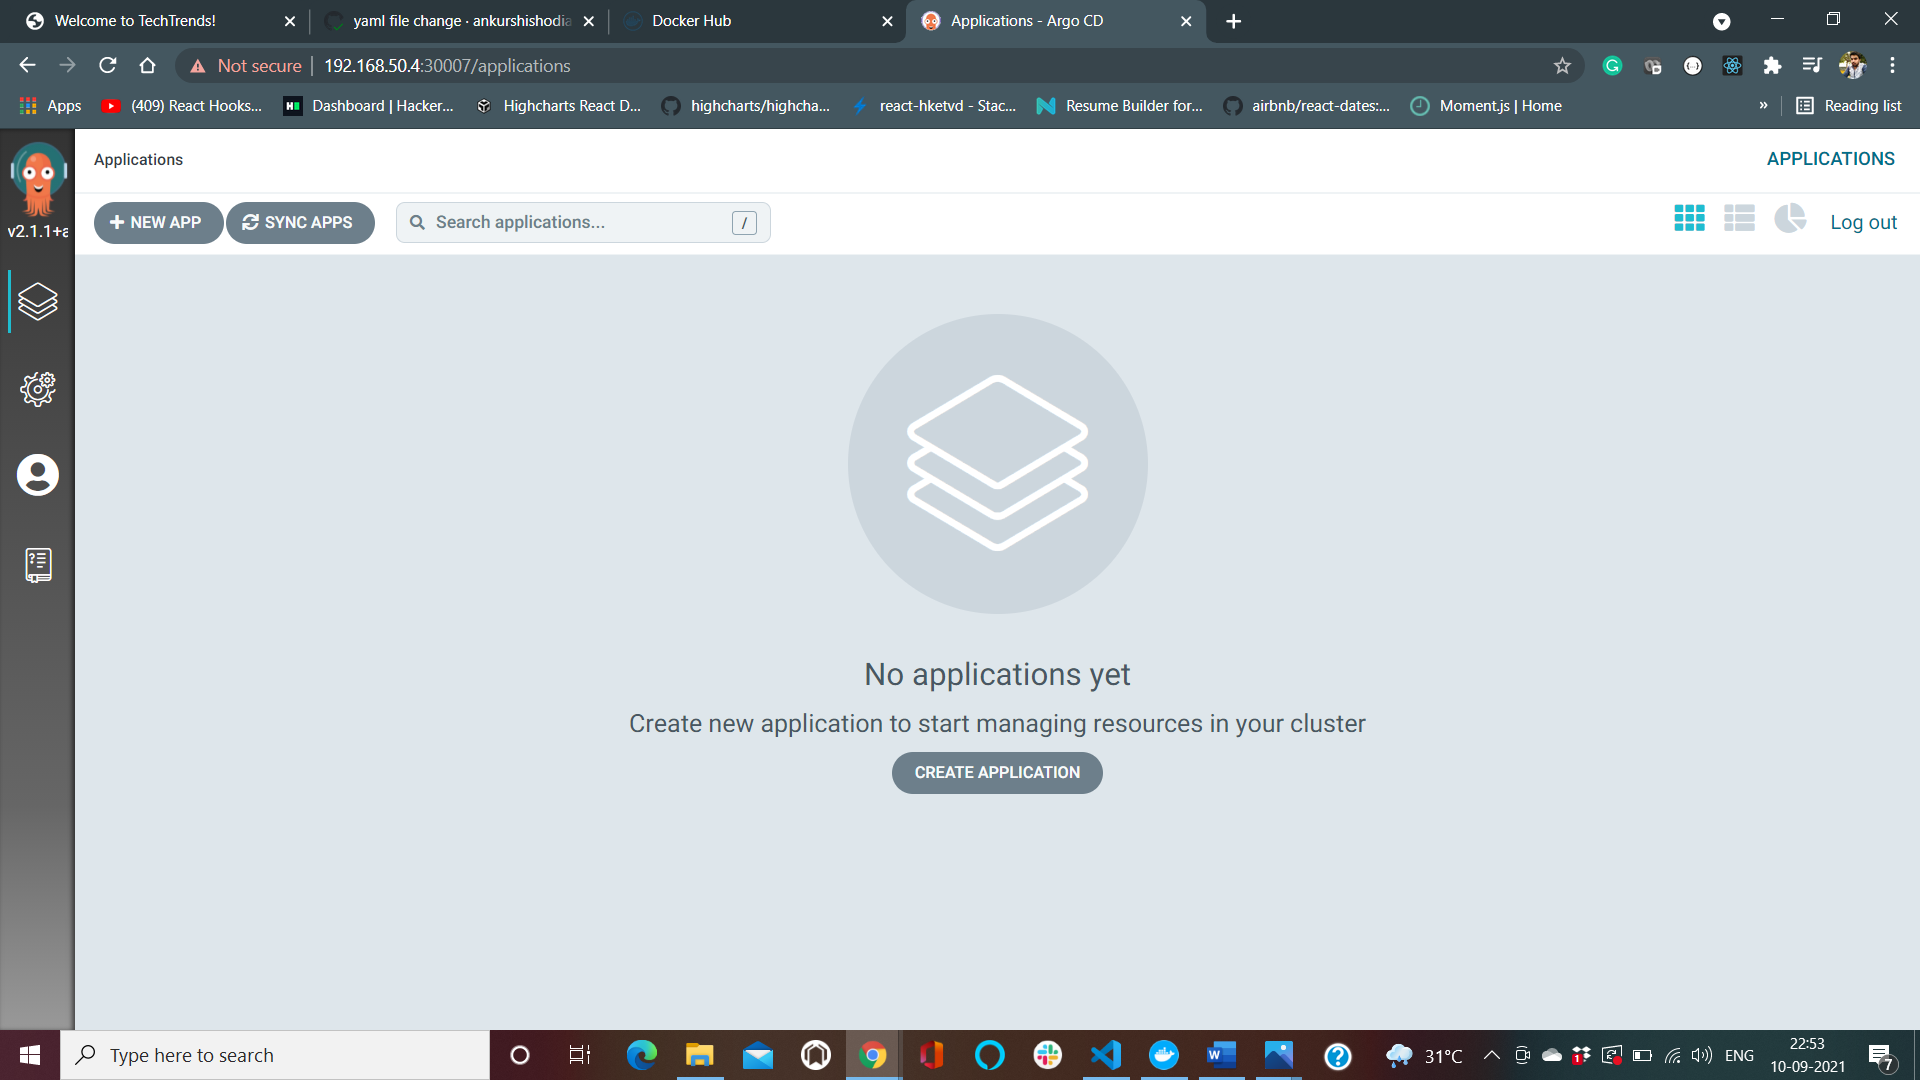 Welcome to TechTrends!
yaml file change · ankurshishodia
Docker Hub
Applications - Argo CD
Not secure
192.168.50.4:30007/applications
Apps
(409) React Hooks...
Dashboard | Hacker...
Highcharts React D...
highcharts/highcha...
react-hketvd - Stac...
Resume Builder for...
airbnb/react-dates:...
Moment.js | Home
»
Reading list
Applications
APPLICATIONS
v2.1.1+a
NEW APP
SYNC APPS
Search applications...
/
Log out
No applications yet
Create new application to start managing resources in your cluster
CREATE APPLICATION
Type here to search
31°C
ENG
22:53
10-09-2021
7